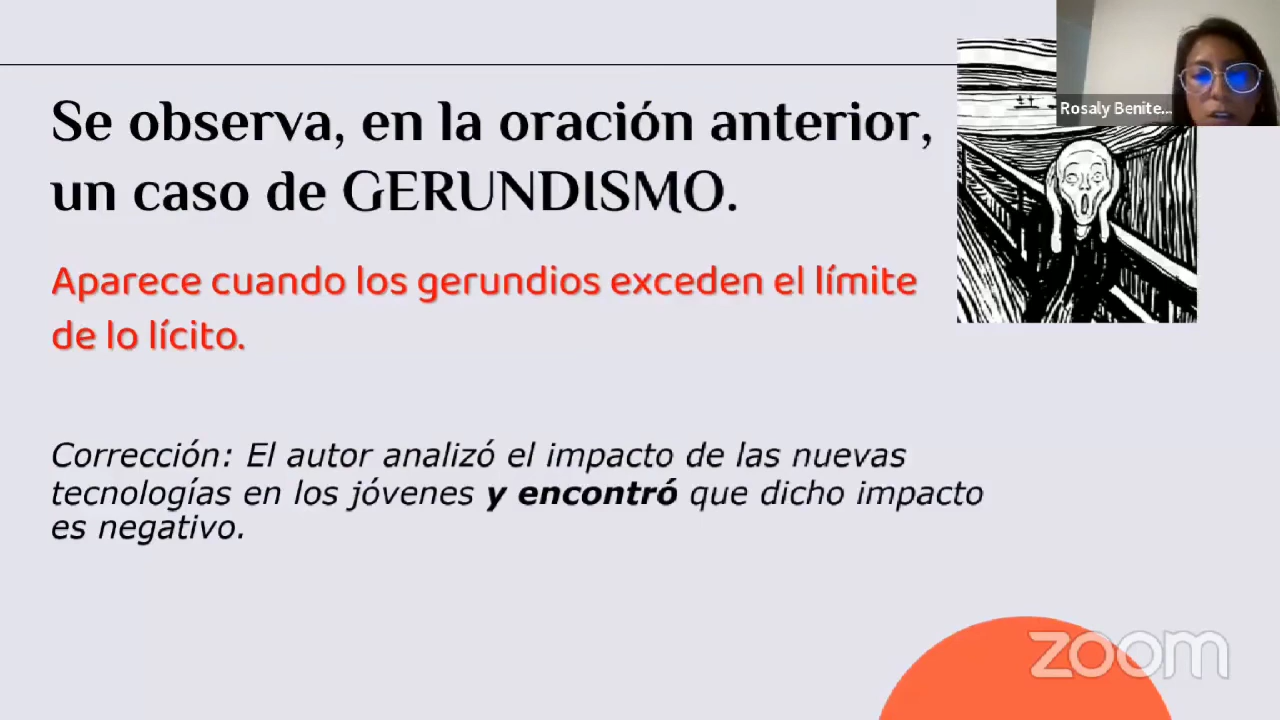 Se observa, en la oración anterior,
un caso de GERUNDISMO.
Aparece cuando los gerundios exceden el límite
de lo lícito.
Corrección: El autor analizó el impacto de las nuevas
tecnologías en los jóvenes y encontró que dicho impacto
es negativo.
Rosaly Benite...
zoom